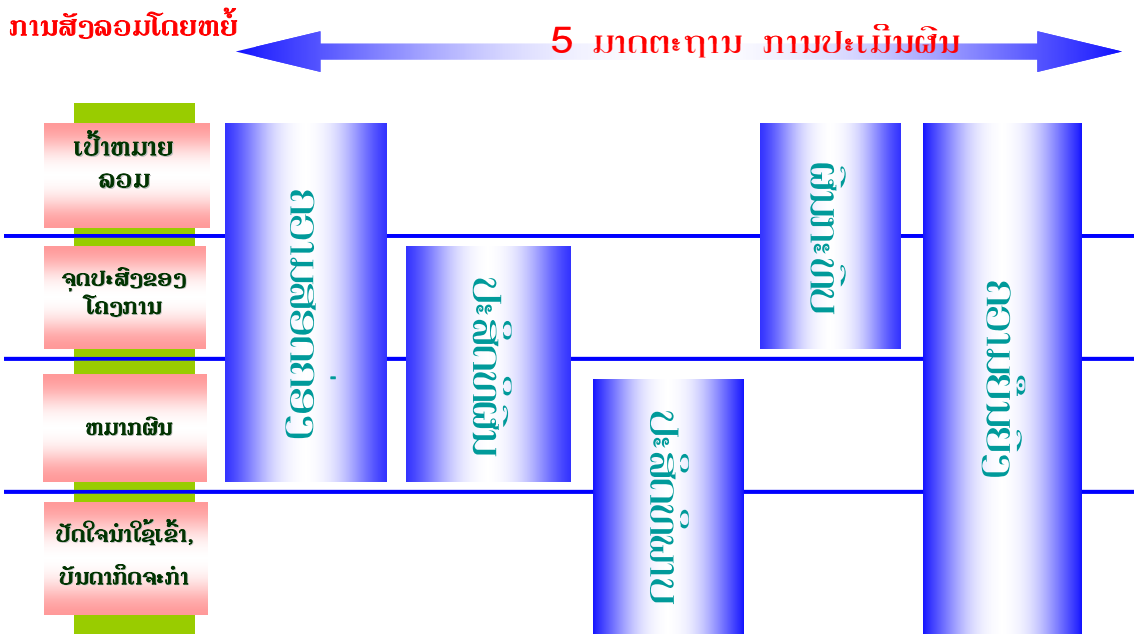 ການສັງລວມໂດຍຫຍໍ້
5 ມາດຕະຖານ ການປະເມີນຜົນ
ເປົ້າຫມາຍ
ລວມ
ຈຸດປະສົງຂອງ
ໂຄງການ
ຫມາກຜົນ
ປັດໃຈນຳໃຊ້ເຂົ້າ,
ບັນດາກິດຈະກຳ
ຄວາມສອດຄ່ອງ
ປະສິດທິຜົນ
ປະສິດທິພາບ
ຜົນກະທົບ
ຄວາມຍືນຍົງ